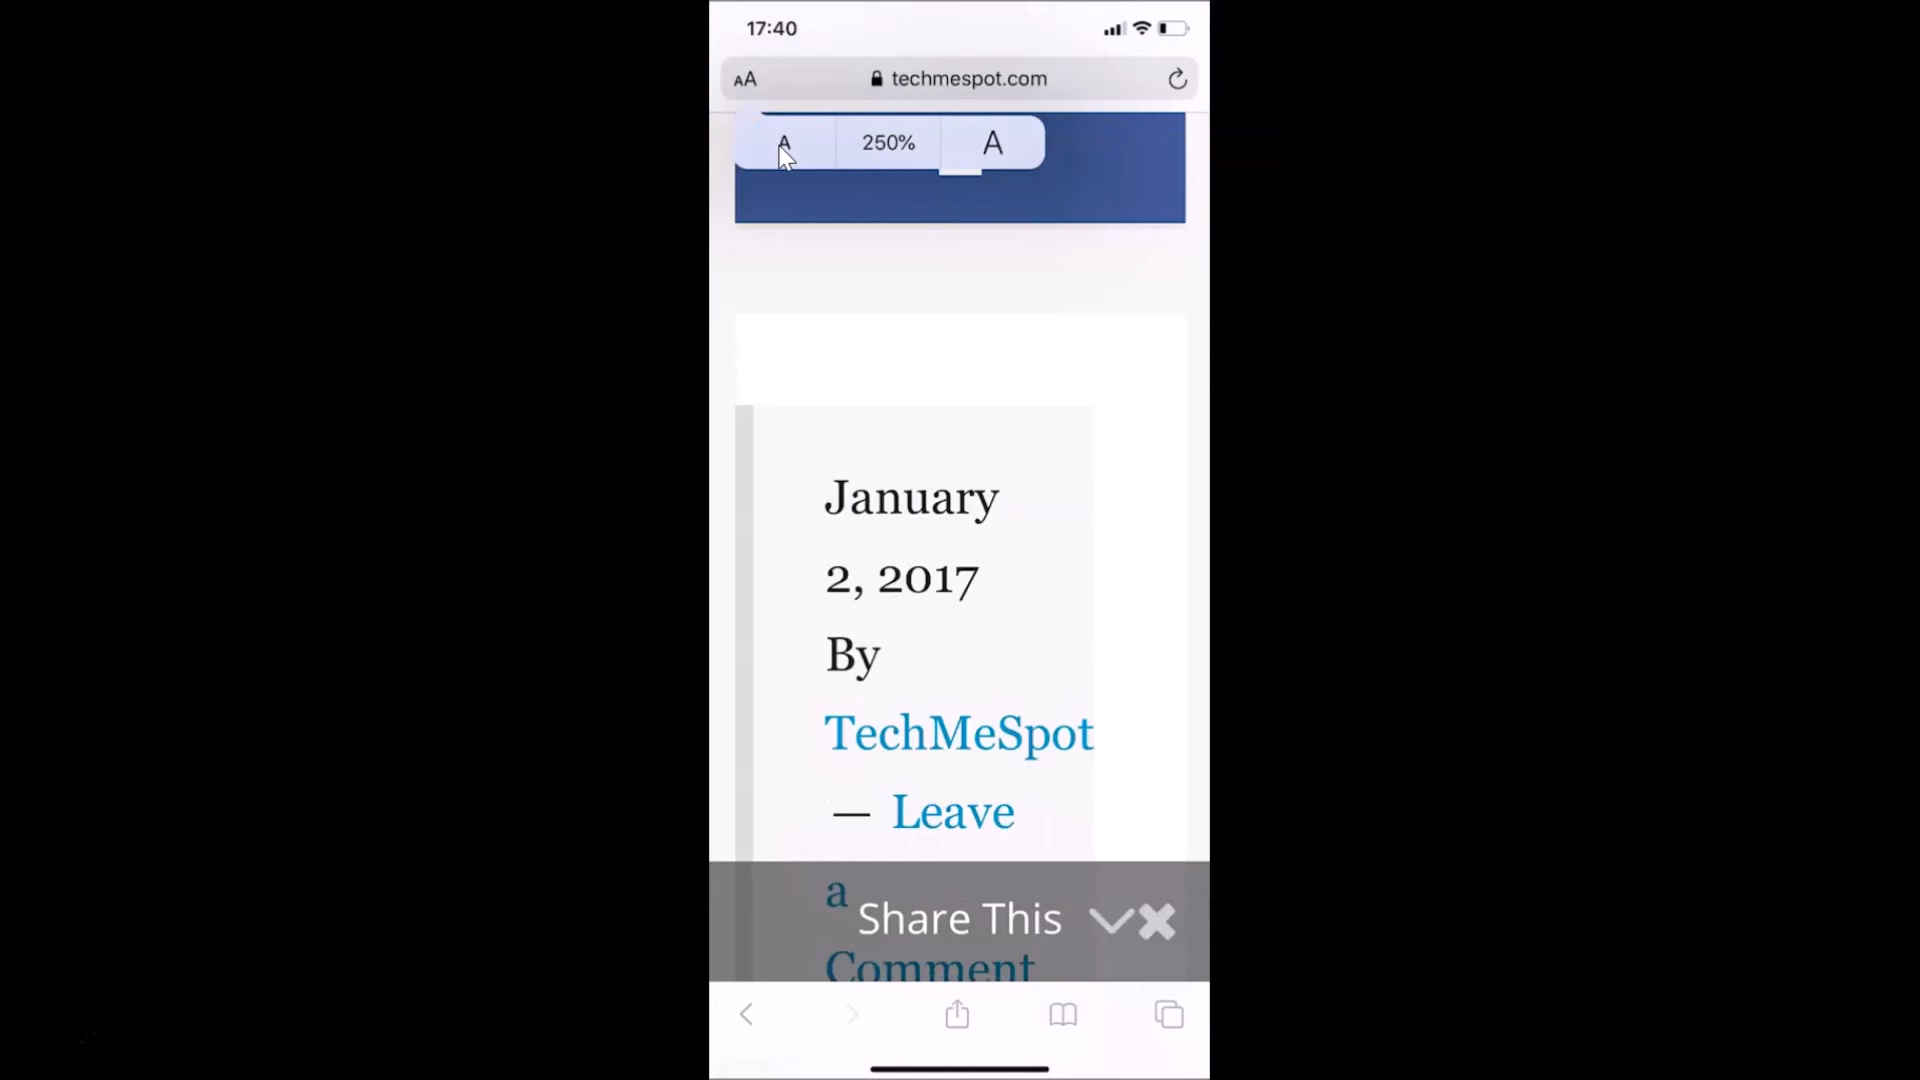 17:40
AA techmespot.com
A 250% A
January
2, 2017
By
TechMeSpot
— Leave
a
Share This
Comment